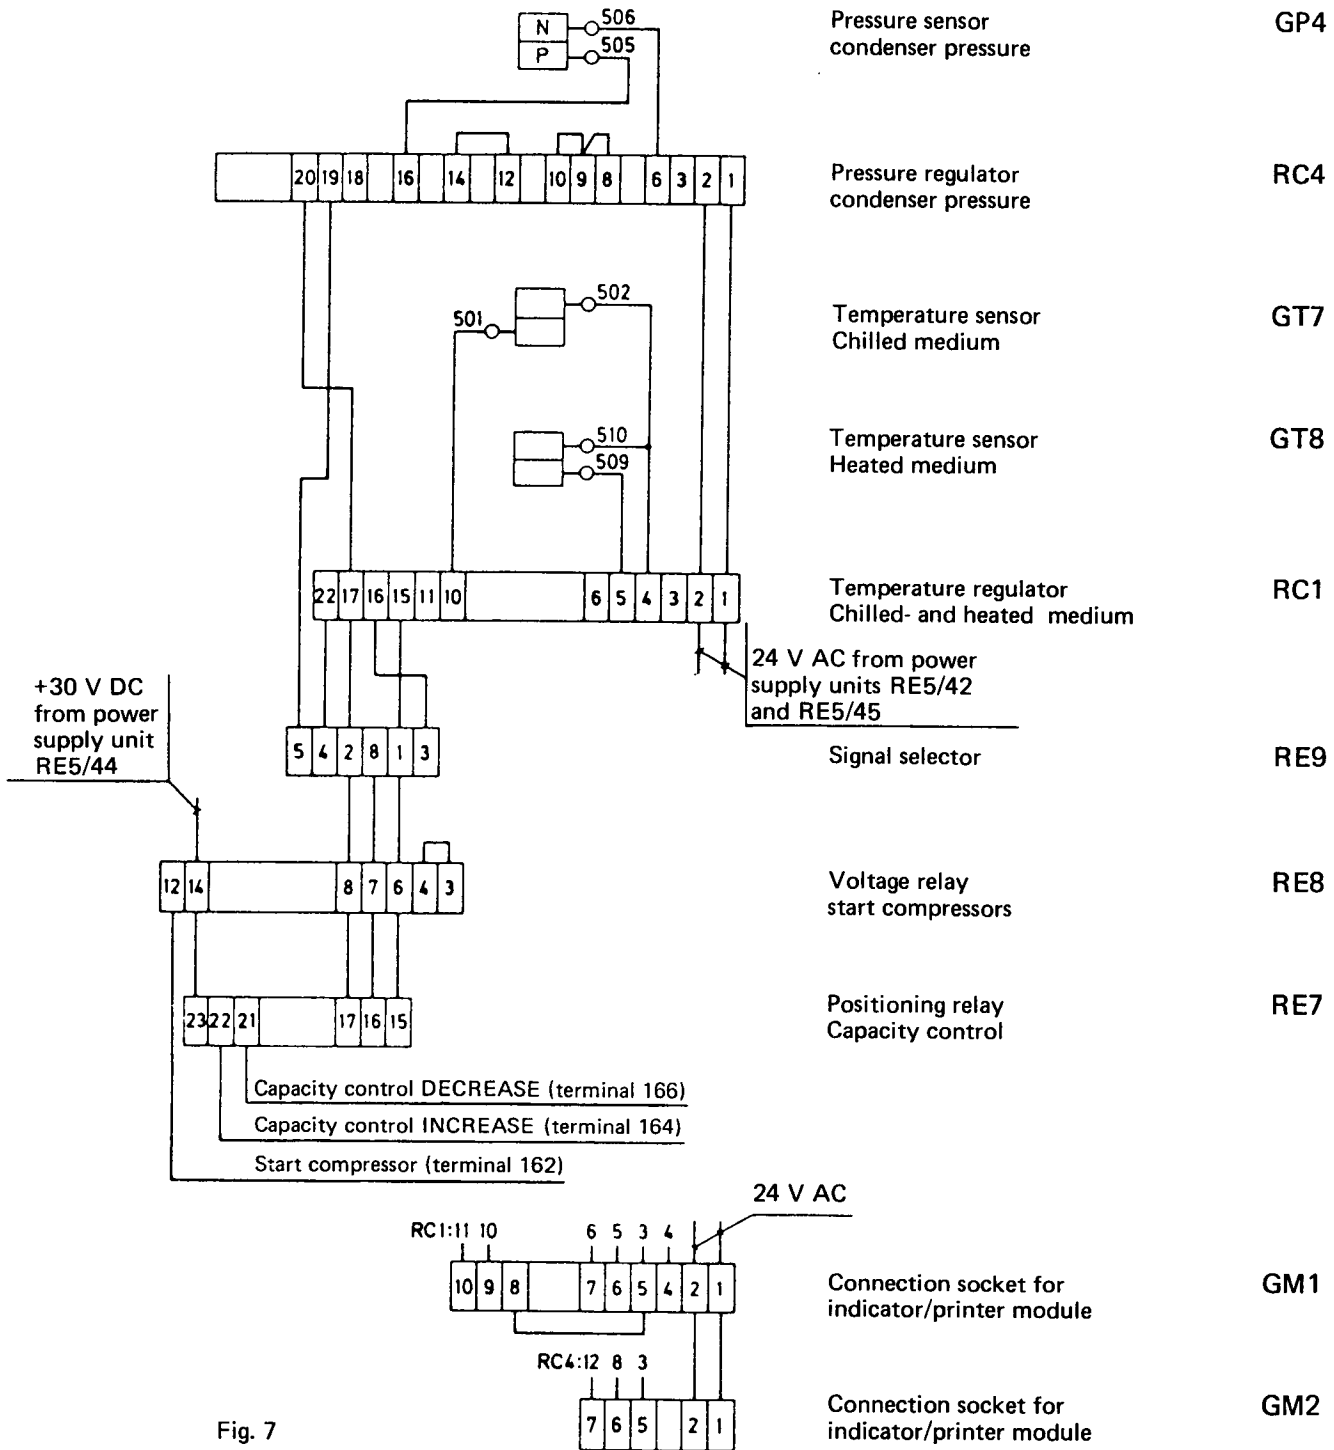 N 506 Pressure sensor GP4
P 505 condenser pressure
20 19 18 16 14 12 10 9 8 6 3 2 1 Pressure regulator RC4
condenser pressure
502
501 Temperature sensor GT7
Chilled medium
510 Temperature sensor GT8
509 Heated medium
22 17 16 15 11 10 6 5 4 3 2 1 Temperature regulator RC1
Chilled- and heated medium
24 V AC from power
supply units RE5/42
and RE5/45
+30 V DC
from power
supply unit
RE5/44
5 4 2 8 1 3 Signal selector RE9
12 14 8 7 6 4 3 Voltage relay RE8
start compressors
23 22 21 17 16 15 Positioning relay RE7
Capacity control
Capacity control DECREASE (terminal 166)
Capacity control INCREASE (terminal 164)
Start compressor (terminal 162)
24 V AC
RC1:11 10 6 5 3 4
10 9 8 7 6 5 4 2 1 Connection socket for GM1
indicator/printer module
RC4:12 8 3
7 6 5 2 1 Connection socket for GM2
indicator/printer module
Fig. 7